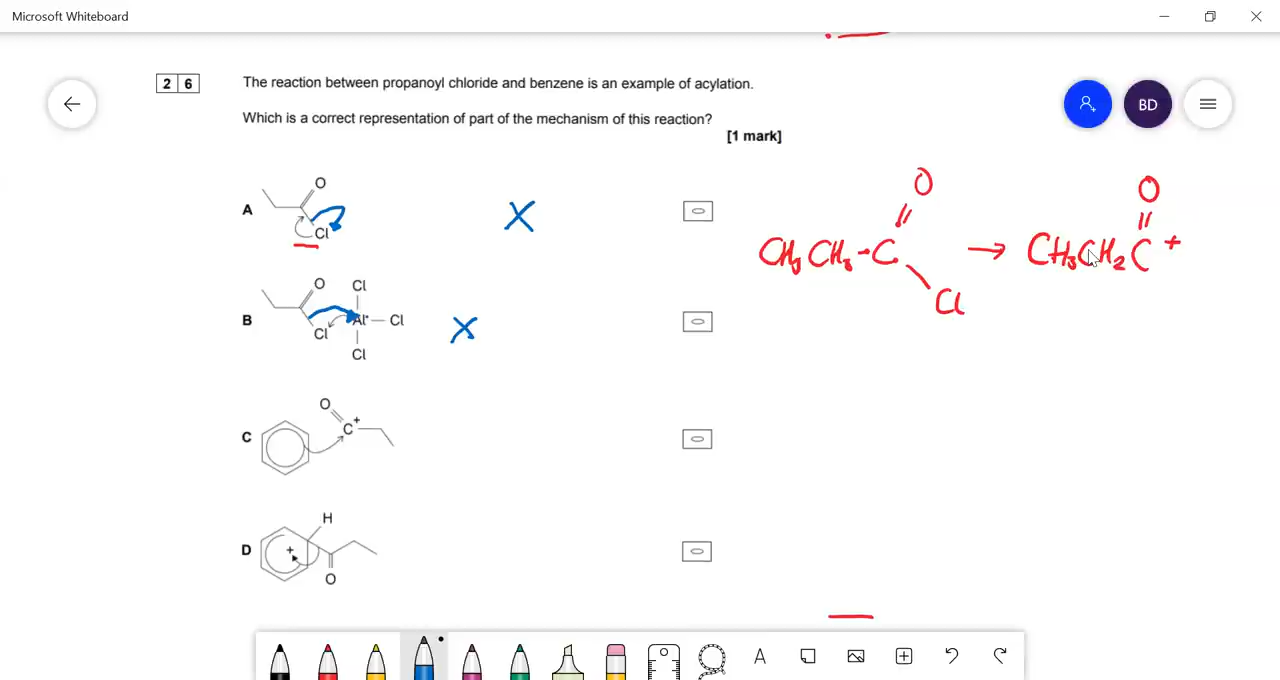 Microsoft Whiteboard
2 6
The reaction between propanoyl chloride and benzene is an example of acylation.
Which is a correct representation of part of the mechanism of this reaction?
[1 mark]
BD
A
O
Cl
X
O
CH3 CH3 - C
Cl
→
O
CH3CH2 C +
B
O
Cl
Cl
Al
Cl
Cl
X
C
O
C+
D
H
+
O
A